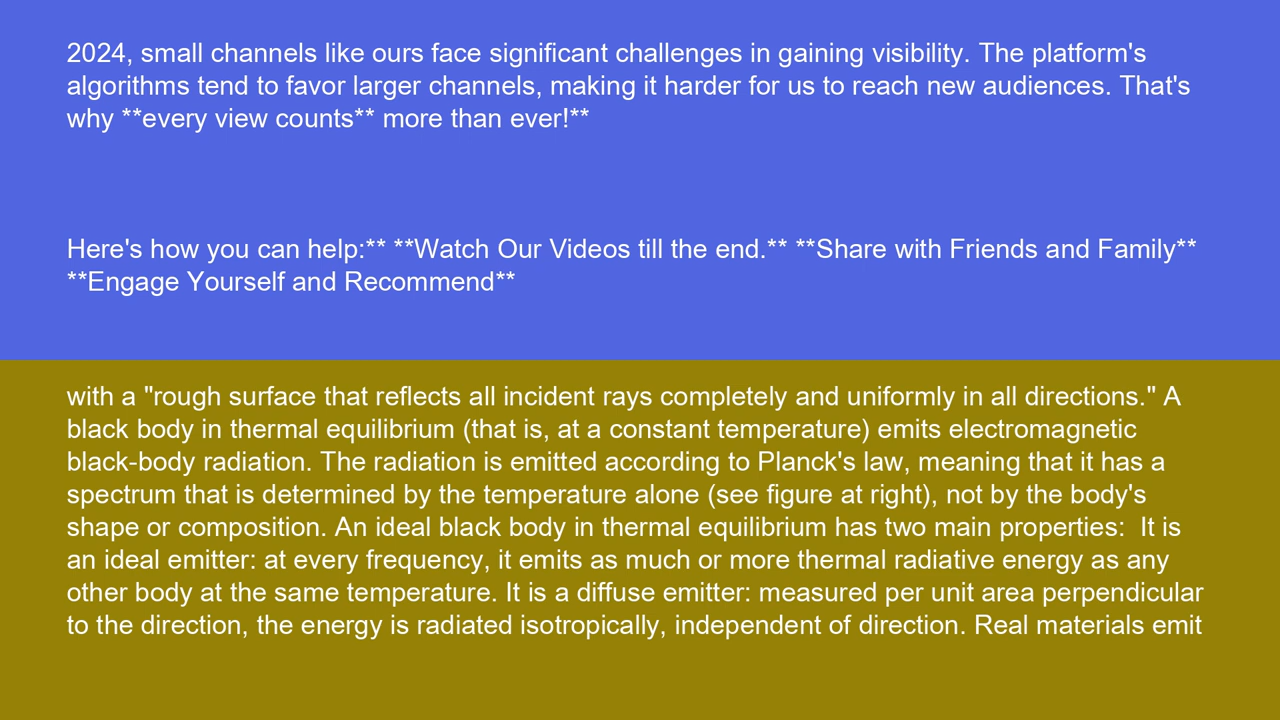 2024, small channels like ours face significant challenges in gaining visibility. The platform's
algorithms tend to favor larger channels, making it harder for us to reach new audiences. That's
why **every view counts** more than ever!**
Here's how you can help:** **Watch Our Videos till the end.** **Share with Friends and Family**
**Engage Yourself and Recommend**
with a "rough surface that reflects all incident rays completely and uniformly in all directions." A
black body in thermal equilibrium (that is, at a constant temperature) emits electromagnetic
black-body radiation. The radiation is emitted according to Planck's law, meaning that it has a
spectrum that is determined by the temperature alone (see figure at right), not by the body's
shape or composition. An ideal black body in thermal equilibrium has two main properties:  It is
an ideal emitter: at every frequency, it emits as much or more thermal radiative energy as any
other body at the same temperature. It is a diffuse emitter: measured per unit area perpendicular
to the direction, the energy is radiated isotropically, independent of direction. Real materials emit